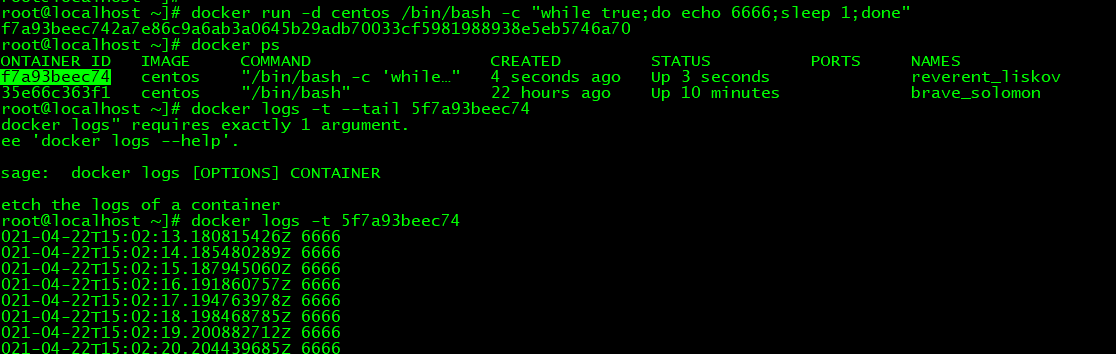 root@localhost ~]# docker run -d centos /bin/bash -c "while true;do echo 6666;sleep 1;done"
f7a93beec742a7e86c9a6ab3a0645b29adb70033cf5981988938e5eb5746a70
root@localhost ~]# docker ps
ONTAINER ID   IMAGE     COMMAND                  CREATED         STATUS          PORTS     NAMES
f7a93beec74   centos    "/bin/bash -c 'while…"   4 seconds ago   Up 3 seconds              reverent_liskov
35e66c363f1   centos    "/bin/bash"              22 hours ago    Up 10 minutes             brave_solomon
root@localhost ~]# docker logs -t --tail 5f7a93beec74
docker logs" requires exactly 1 argument.
ee 'docker logs --help'.
sage:  docker logs [OPTIONS] CONTAINER
etch the logs of a container
root@localhost ~]# docker logs -t 5f7a93beec74
021-04-22T15:02:13.180815426Z 6666
021-04-22T15:02:14.185480289Z 6666
021-04-22T15:02:15.187945060Z 6666
021-04-22T15:02:16.191860757Z 6666
021-04-22T15:02:17.194763978Z 6666
021-04-22T15:02:18.198468785Z 6666
021-04-22T15:02:19.200882712Z 6666
021-04-22T15:02:20.204439685Z 6666